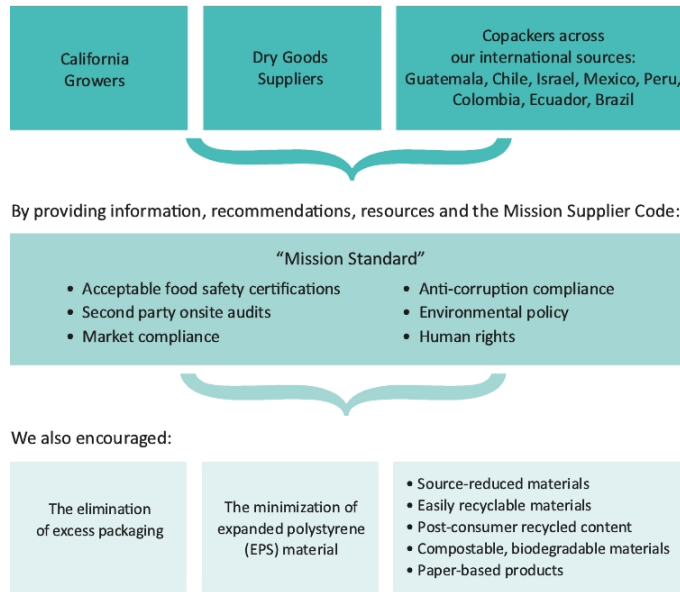 California
Growers
Dry Goods
Suppliers
Copackers across
our international sources:
Guatemala, Chile, Israel, Mexico, Peru,
Colombia, Ecuador, Brazil
By providing information, recommendations, resources and the Mission Supplier Code:
“Mission Standard”
• Acceptable food safety certifications
• Second party onsite audits
• Market compliance
• Anti-corruption compliance
• Environmental policy
• Human rights
We also encouraged:
The elimination
of excess packaging
The minimization of
expanded polystyrene
(EPS) material
• Source-reduced materials
• Easily recyclable materials
• Post-consumer recycled content
• Compostable, biodegradable materials
• Paper-based products